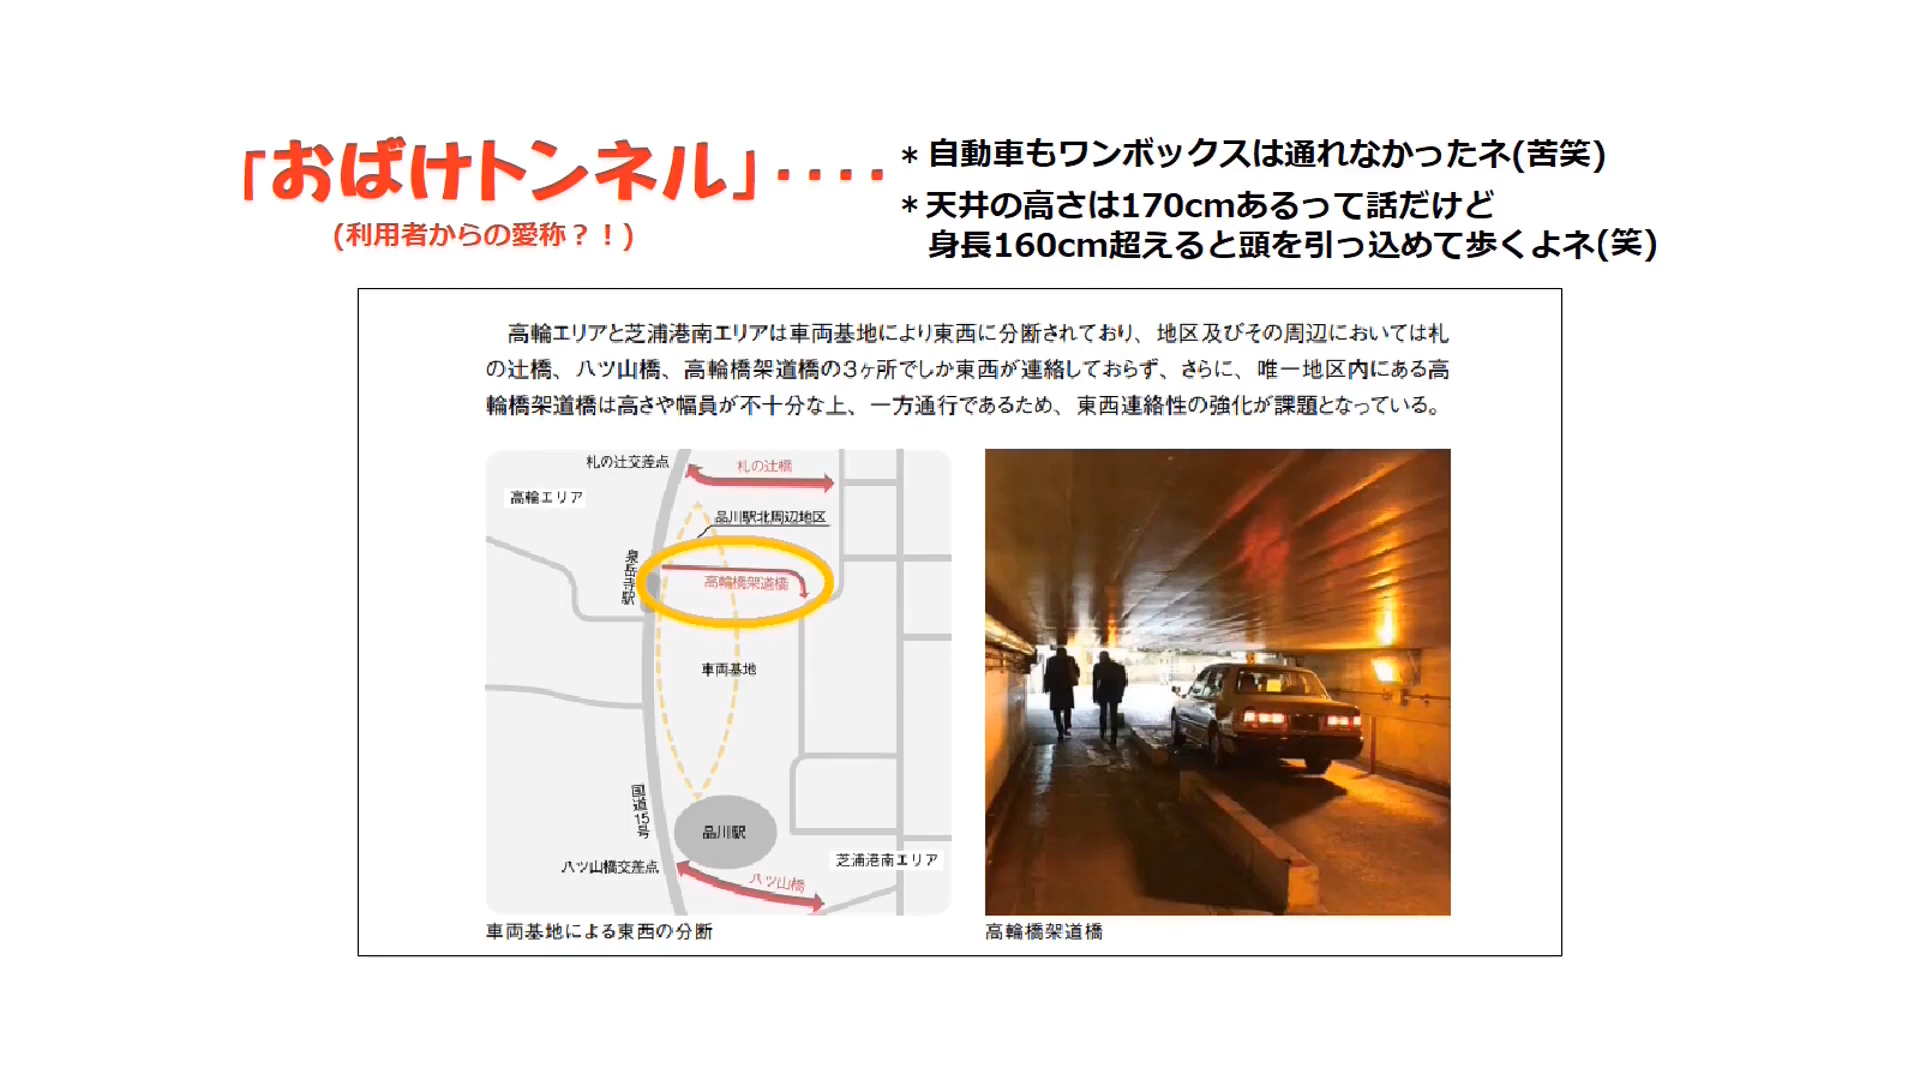 「おばけトンネル」････
(利用者からの愛称？！)
＊自動車もワンボックスは通れなかったネ(苦笑)
＊天井の高さは170cmあるって話だけど
身長160cm超えると頭を引っ込めて歩くよネ(笑)
高輪エリアと芝浦港南エリアは車両基地により東西に分断されており、地区及びその周辺においては札
の辻橋、八ツ山橋、高輪橋架道橋の3ヶ所でしか東西が連絡しておらず、さらに、唯一地区内にある高
輪橋架道橋は高さや幅員が不十分な上、一方通行であるため、東西連絡性の強化が課題となっている。
札の辻交差点
札の辻橋
高輪エリア
品川駅北周辺地区
泉岳寺駅
高輪橋架道橋
車両基地
国道15号
品川駅
八ツ山橋交差点
八ツ山橋
芝浦港南エリア
車両基地による東西の分断
高輪橋架道橋